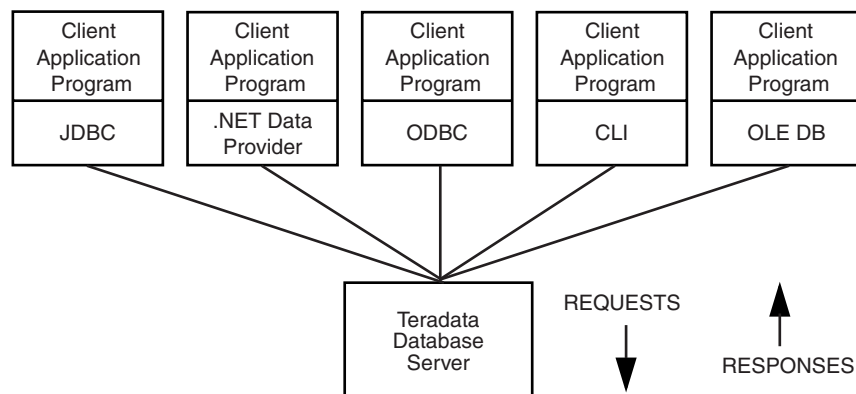 Client
Application
Program
JDBC
Client
Application
Program
.NET Data
Provider
Client
Application
Program
ODBC
Client
Application
Program
CLI
Client
Application
Program
OLE DB
Teradata
Database
Server
REQUESTS
RESPONSES